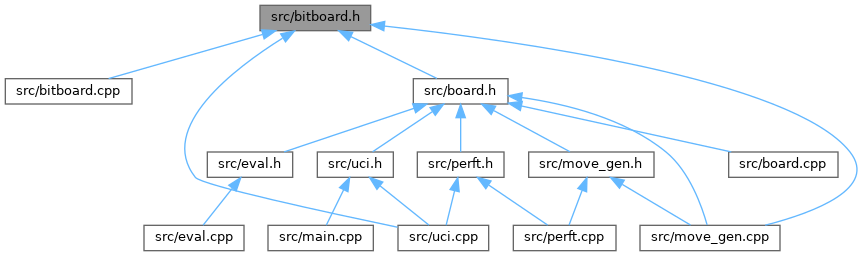 src/bitboard.h
src/bitboard.cpp
src/board.h
src/eval.h
src/uci.h
src/perft.h
src/move_gen.h
src/board.cpp
src/eval.cpp
src/main.cpp
src/uci.cpp
src/perft.cpp
src/move_gen.cpp